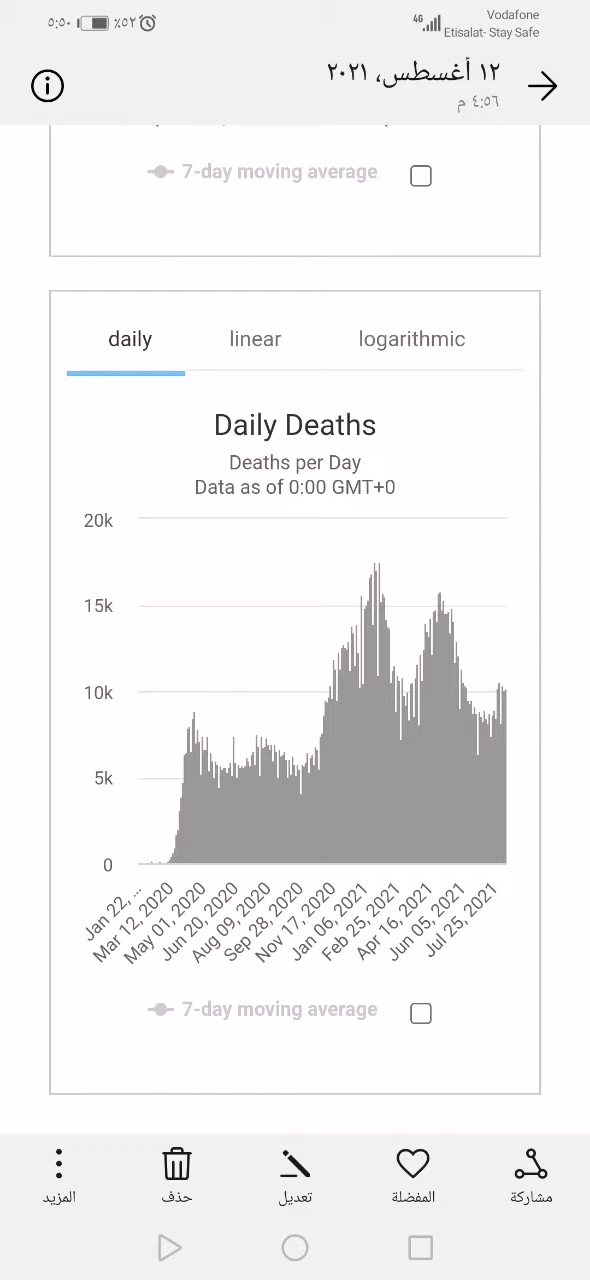 ٥:٥٠ ٪٥٢ 4G Vodafone
Etisalat- Stay Safe
١٢ أغسطس، ٢٠٢١
٤:٥٦ م
7-day moving average
daily linear logarithmic
Daily Deaths
Deaths per Day
Data as of 0:00 GMT+0
20k
15k
10k
5k
0
Jan 22, ...
Mar 12, 2020
May 01, 2020
Jun 20, 2020
Aug 09, 2020
Sep 28, 2020
Nov 17, 2020
Jan 06, 2021
Feb 25, 2021
Apr 16, 2021
Jun 05, 2021
Jul 25, 2021
7-day moving average
مشاركة
المفضلة
تعديل
حذف
المزيد